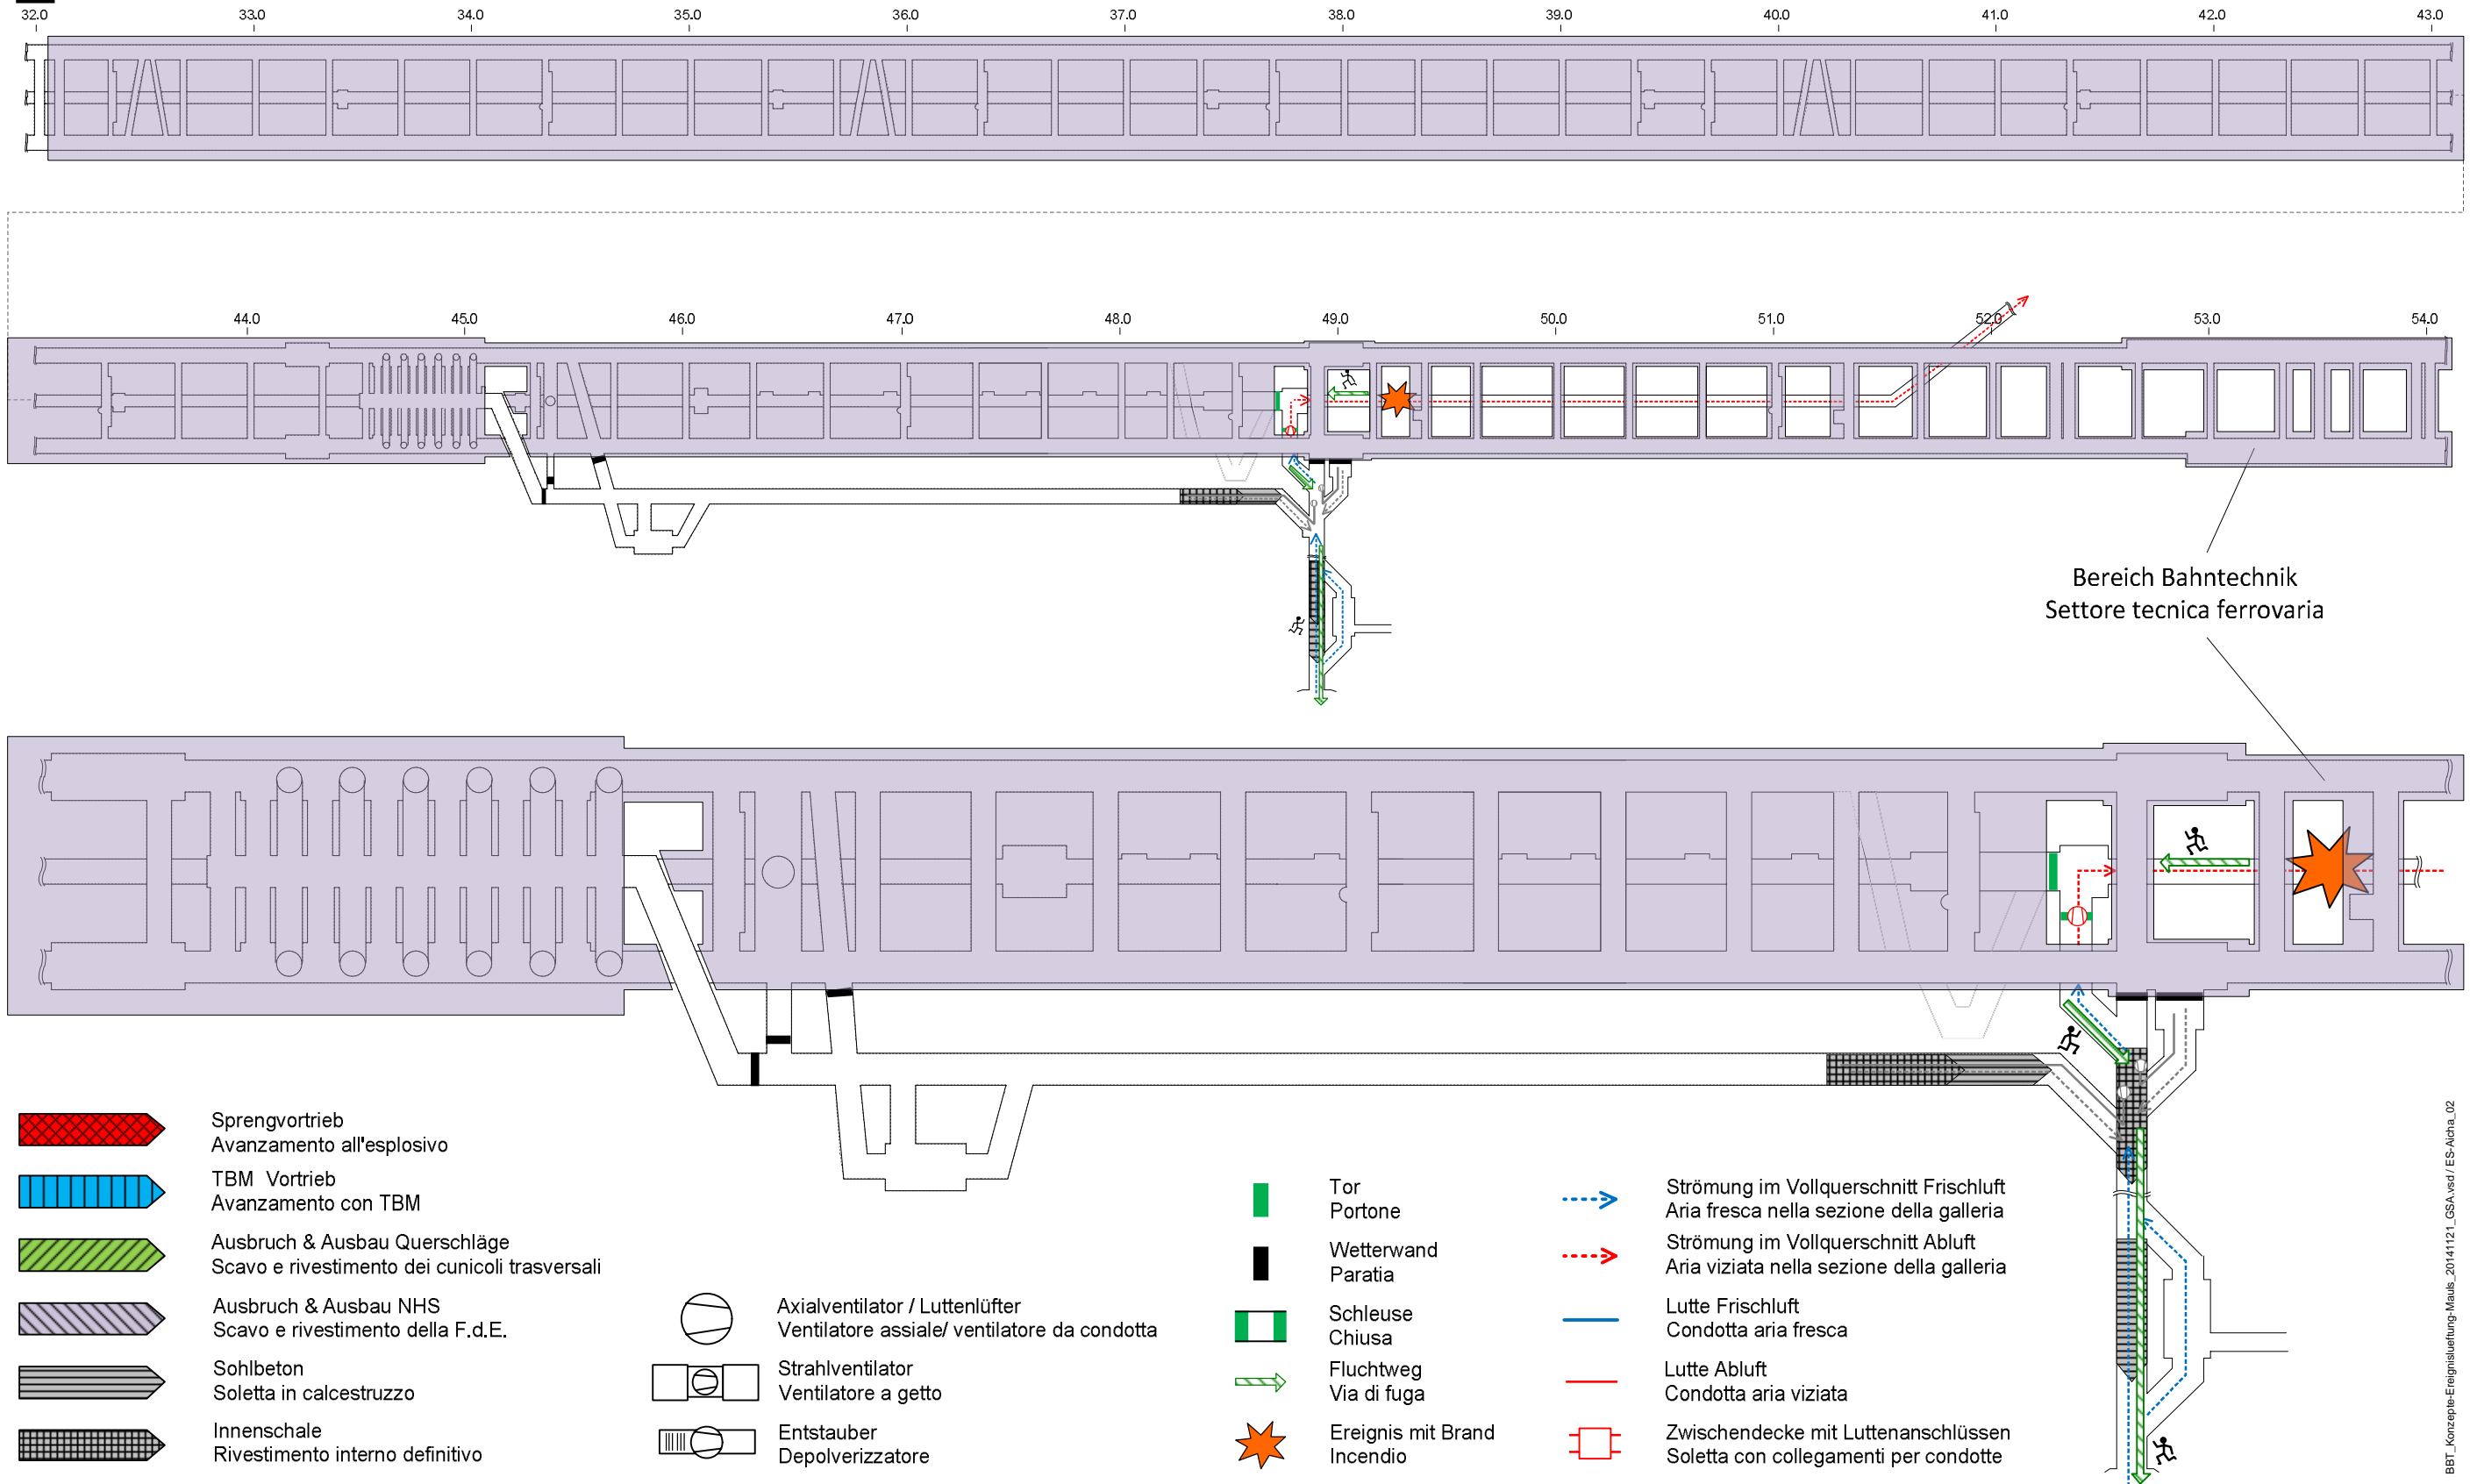 32.0 33.0 34.0 35.0 36.0 37.0 38.0 39.0 40.0 41.0 42.0 43.0
44.0 45.0 46.0 47.0 48.0 49.0 50.0 51.0 52.0 53.0 54.0
Bereich Bahntechnik
Settore tecnica ferrovaria
Sprengvortrieb
Avanzamento all'esplosivo
TBM Vortrieb
Avanzamento con TBM
Ausbruch & Ausbau Querschläge
Scavo e rivestimento dei cunicoli trasversali
Ausbruch & Ausbau NHS
Scavo e rivestimento della F.d.E.
Sohlbeton
Soletta in calcestruzzo
Innenschale
Rivestimento interno definitivo
Axialventilator / Luttenlüfter
Ventilatore assiale/ ventilatore da condotta
Strahlventilator
Ventilatore a getto
Entstauber
Depolverizzatore
Tor
Portone
Wetterwand
Paratia
Schleuse
Chiusa
Fluchtweg
Via di fuga
Ereignis mit Brand
Incendio
Strömung im Vollquerschnitt Frischluft
Aria fresca nella sezione della galleria
Strömung im Vollquerschnitt Abluft
Aria viziata nella sezione della galleria
Lutte Frischluft
Condotta aria fresca
Lutte Abluft
Condotta aria viziata
Zwischendecke mit Luttenanschlüssen
Soletta con collegamenti per condotte
BBT_Konzepte-Ereignislueftung-Mauls_20141121_GSA.vsd / ES-Aicha_02